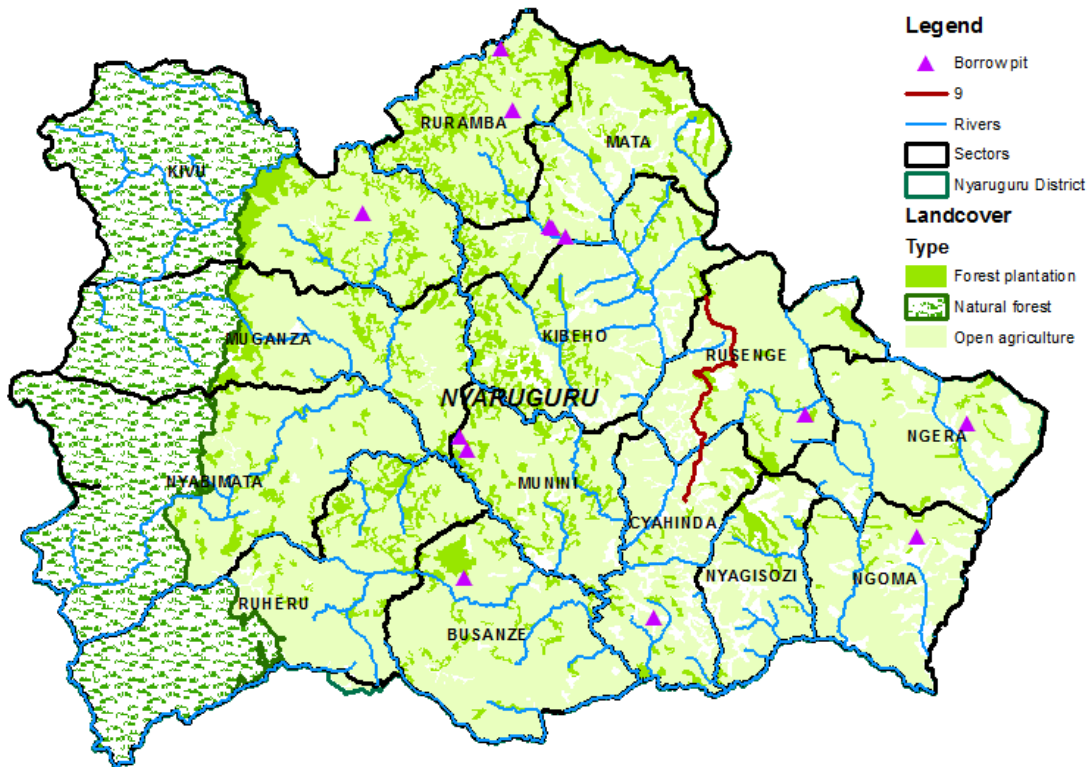 Legend
Borrow pit
9
Rivers
Sectors
Nyaruguru District
Landcover
Type
Forest plantation
Natural forest
Open agriculture
RURAMBA
MATA
KIVU
MUGANZA
KIBEHO
RUSENGE
NYARUGURU
NGERA
NYABIMATA
MUNINI
CYAHINDA
NYAGISOZI
NGOMA
RUHERU
BUSANZE